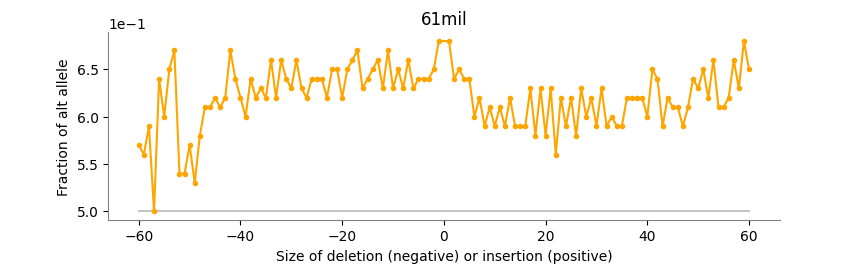 61mil
1e−1
Fraction of alt allele
6.5
6.0
5.5
5.0
−60 −40 −20 0 20 40 60
Size of deletion (negative) or insertion (positive)